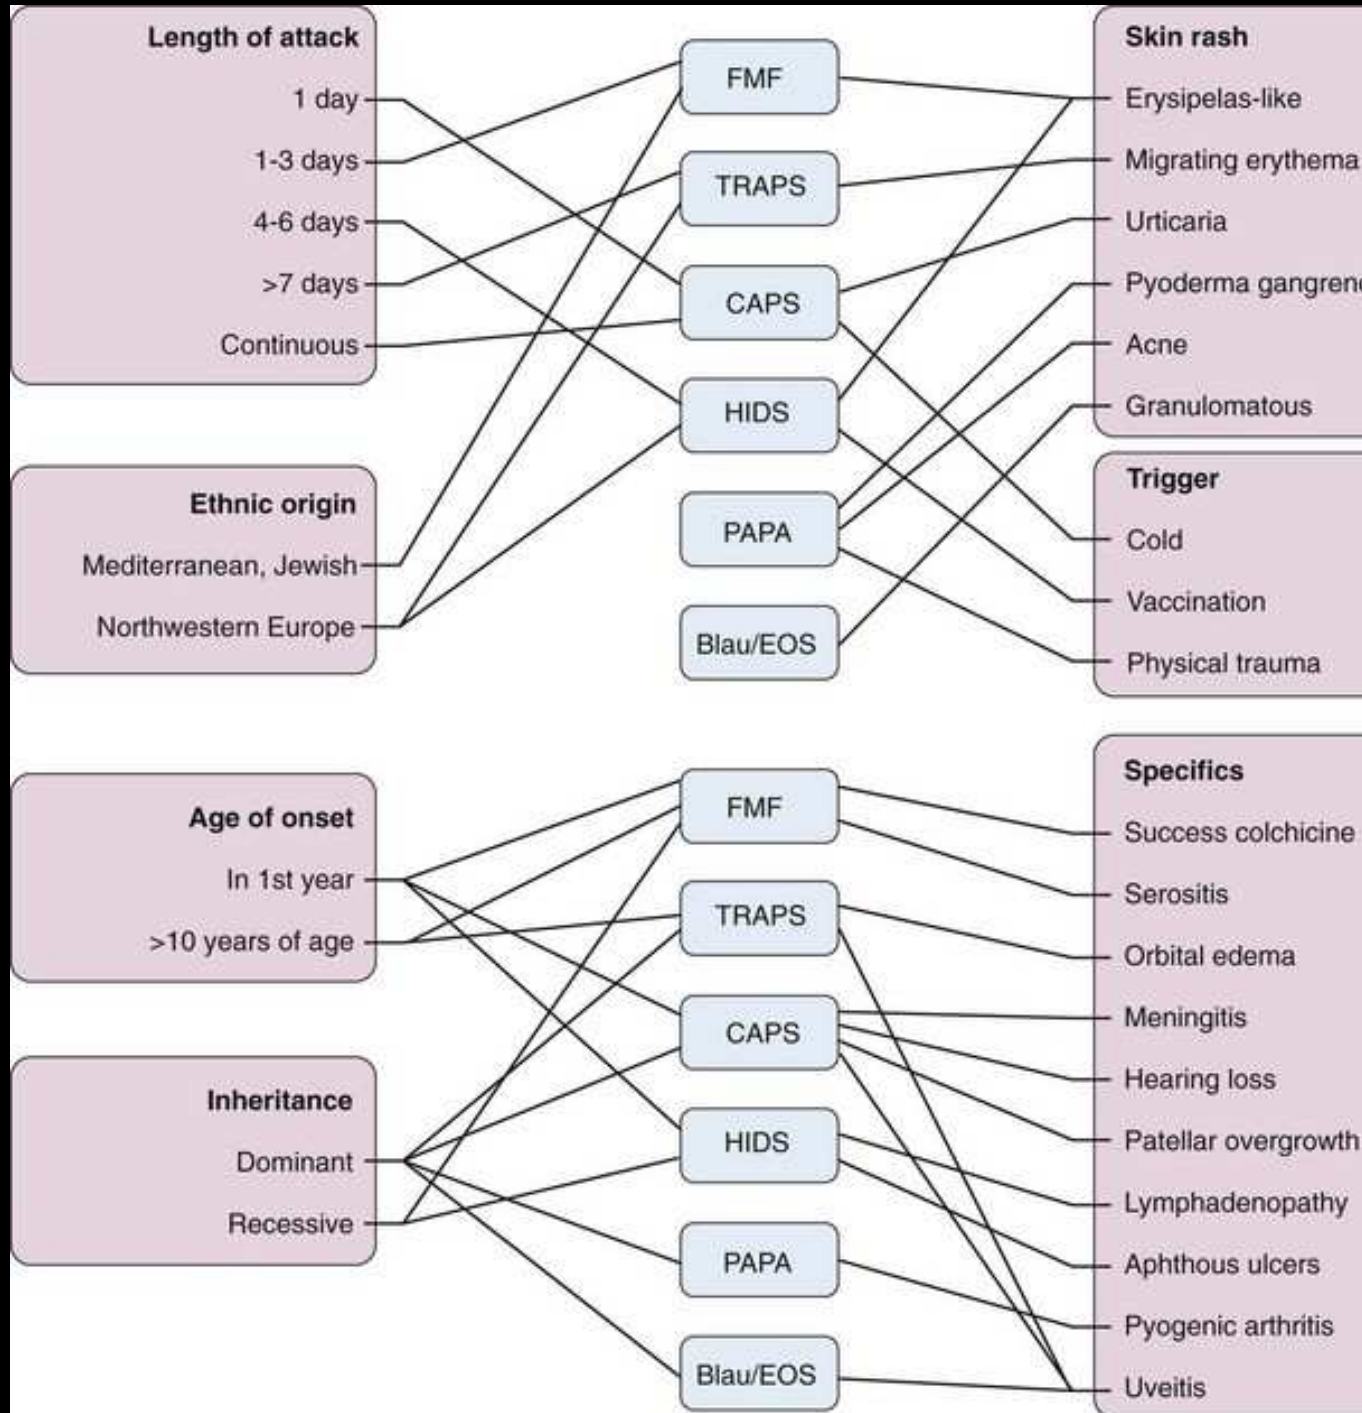 Length of attack
1 day
1-3 days
4-6 days
>7 days
Continuous
Ethnic origin
Mediterranean, Jewish
Northwestern Europe
FMF
TRAPS
CAPS
HIDS
PAPA
Blau/EOS
Skin rash
Erysipelas-like
Migrating erythema
Urticaria
Pyoderma
Acne
Granulomatous
Trigger
Cold
Vaccination
Physical trauma
Age of onset
In 1st year
>10 years of age
Inheritance
Dominant
Recessive
FMF
TRAPS
CAPS
HIDS
PAPA
Blau/EOS
Specifics
Success colchicine
Serositis
Orbital edema
Meningitis
Hearing loss
Patellar overgrowth
Lymphadenopathy
Aphthous ulcers
Pyogenic arthritis
Uveitis